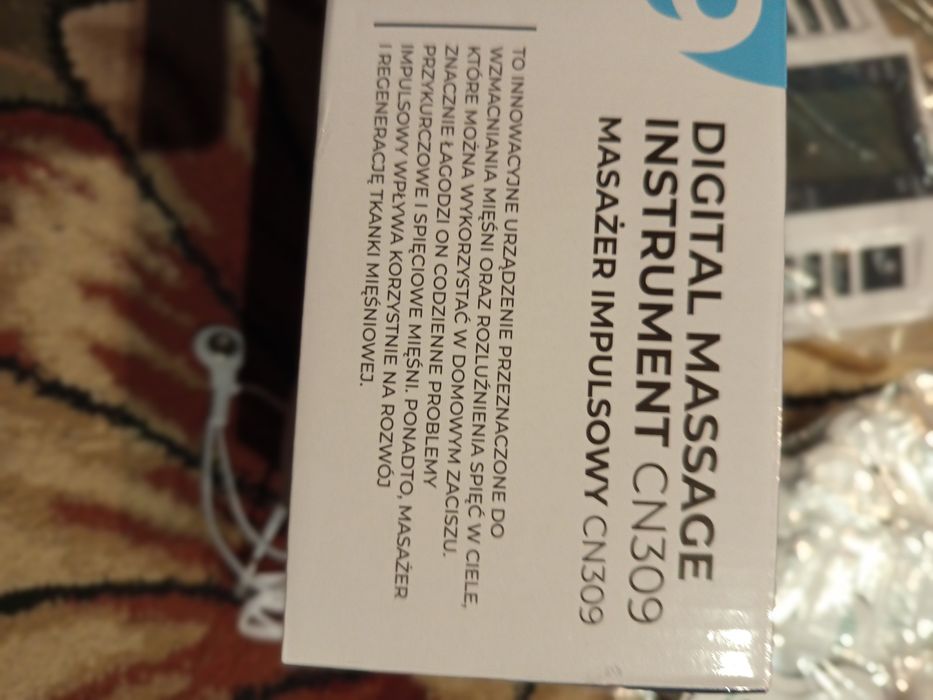 DIGITAL MASSAGE
INSTRUMENT CN309
MASAŻER IMPULSOWY CN309
TO INNOWACYJNE URZĄDZENIE PRZEZNACZONE DO
WZMACNIANIA MIĘŚNI ORAZ ROZLUŹNIENIA SPIĘĆ W CIELE,
KTÓRE MOŻNA WYKORZYSTAĆ W DOMOWYM ZACISZU.
ZNACZNIE ŁAGODZI ON CODZIENNE PROBLEMY
PRZYKURCZOWE I SPIĘCIOWE MIĘŚNI. PONADTO, MASAŻER
IMPULSOWY WPŁYWA KORZYSTNIE NA ROZWÓJ
I REGENERACJĘ TKANKI MIĘŚNIOWEJ.